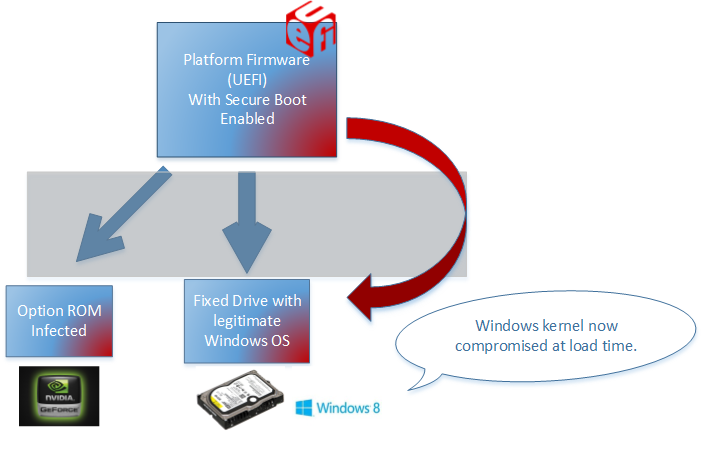 uefi
Platform Firmware
(UEFI)
With Secure Boot
Enabled
Option ROM
Infected
Fixed Drive with
legitimate
Windows OS
Windows kernel now
compromised at load time.
NVIDIA
GEFORCE
Windows 8